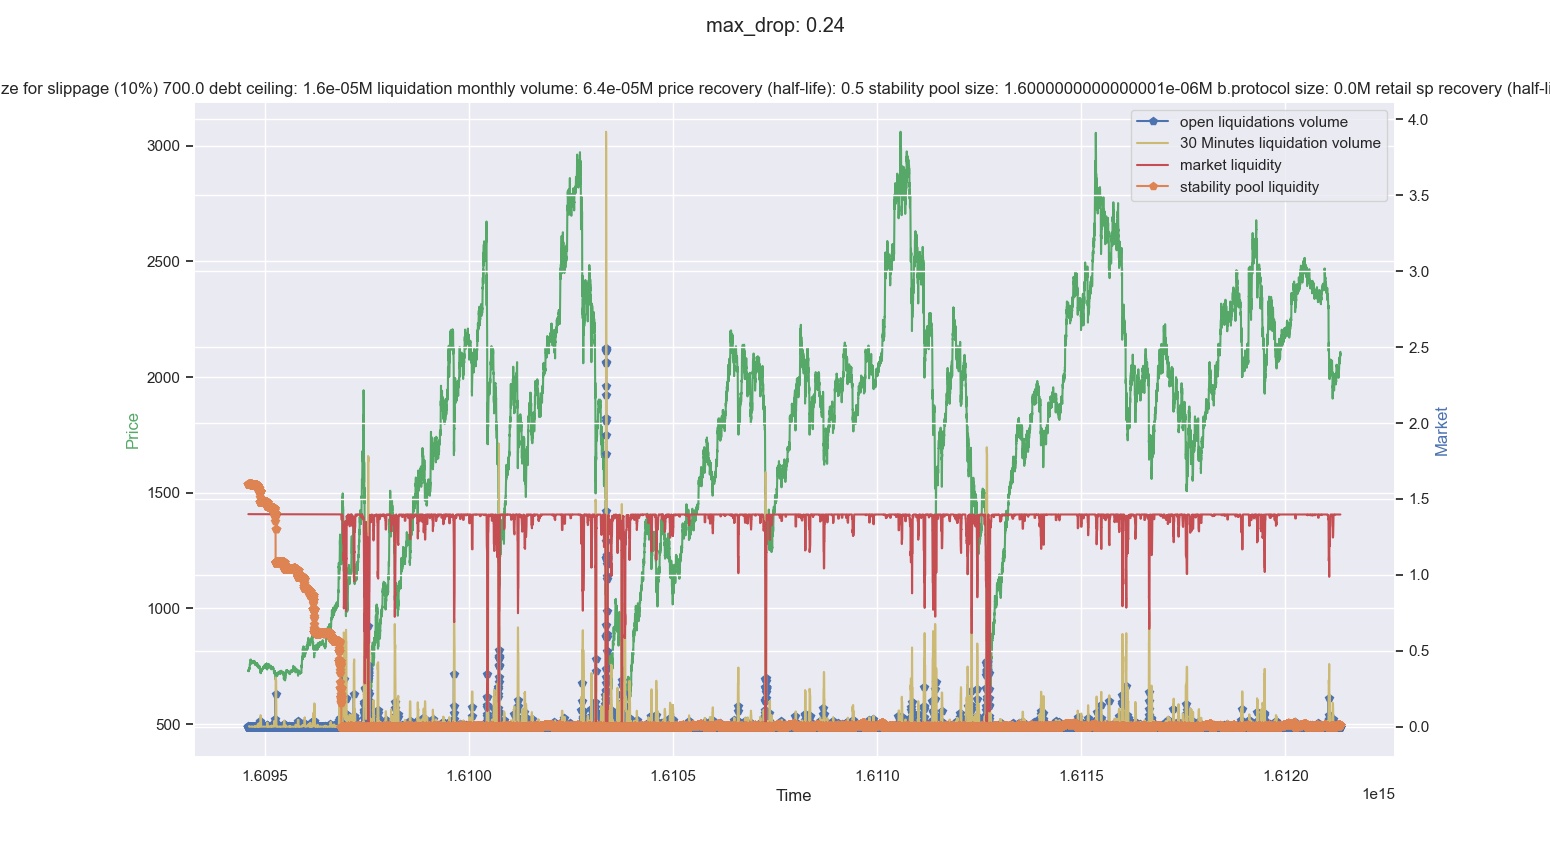 max_drop: 0.24
ze for slippage (10%) 700.0 debt ceiling: 1.6e-05M liquidation monthly volume: 6.4e-05M price recovery (half-life): 0.5 stability pool size: 1.6000000000000001e-06M b.protocol size: 0.0M retail sp recovery (half-li
open liquidations volume
30 Minutes liquidation volume
market liquidity
stability pool liquidity
3000
2500
2000
1500
1000
500
Price
4.0
3.5
3.0
2.5
2.0
1.5
1.0
0.5
0.0
Market
1.6095
1.6100
1.6105
1.6110
1.6115
1.6120
Time
1e15